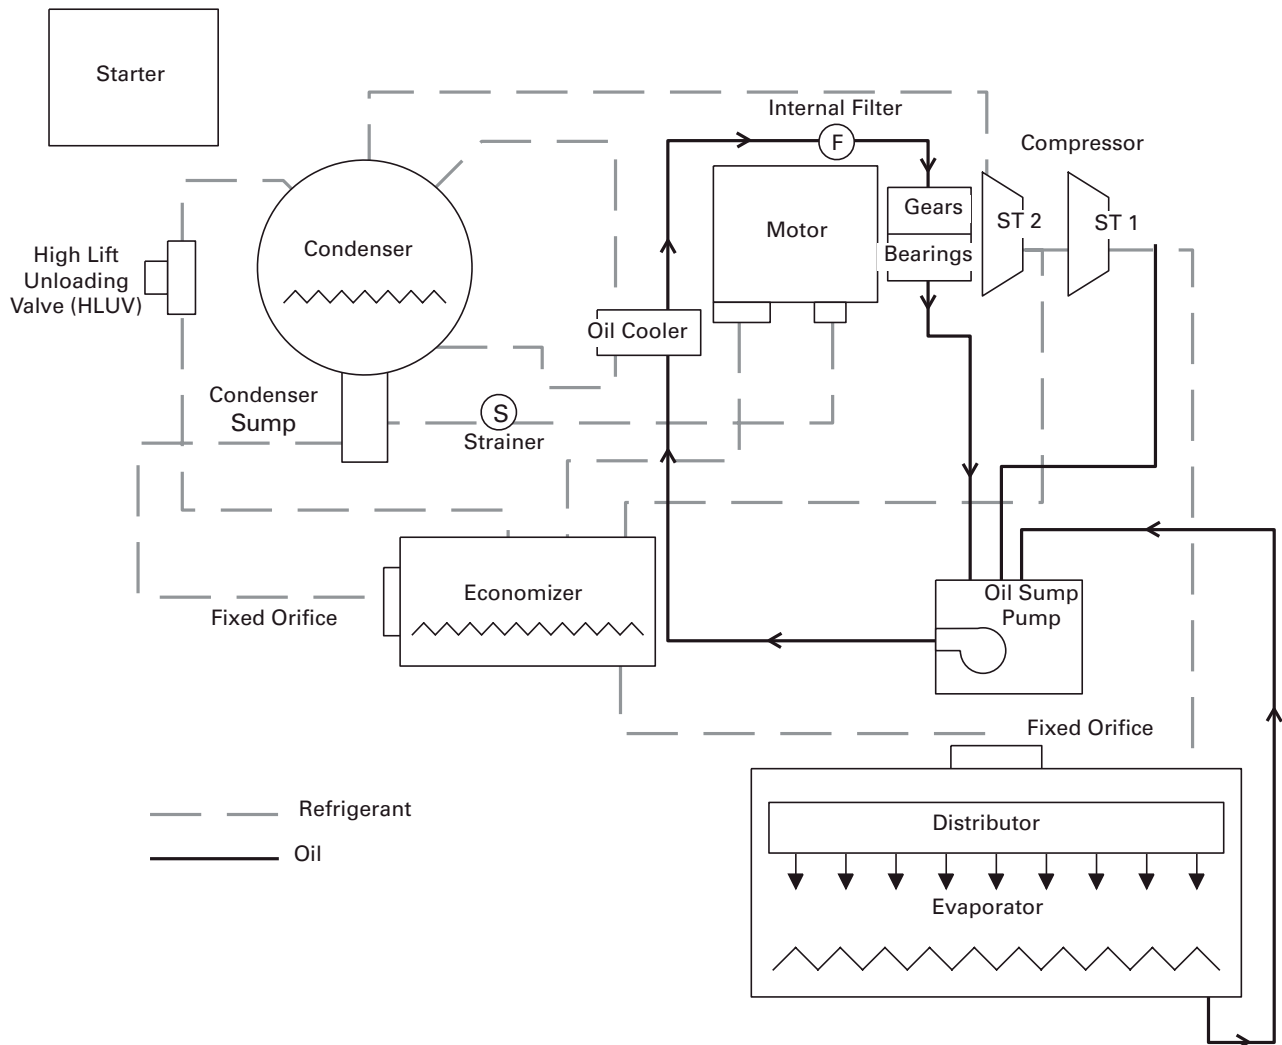 Starter
Internal Filter
F
Compressor
Gears
ST 2
ST 1
Motor
Condenser
Bearings
High Lift
Unloading
Valve (HLUV)
Oil Cooler
Condenser
Sump
S
Strainer
Economizer
Oil Sump
Pump
Fixed Orifice
Fixed Orifice
Refrigerant
Distributor
Oil
Evaporator